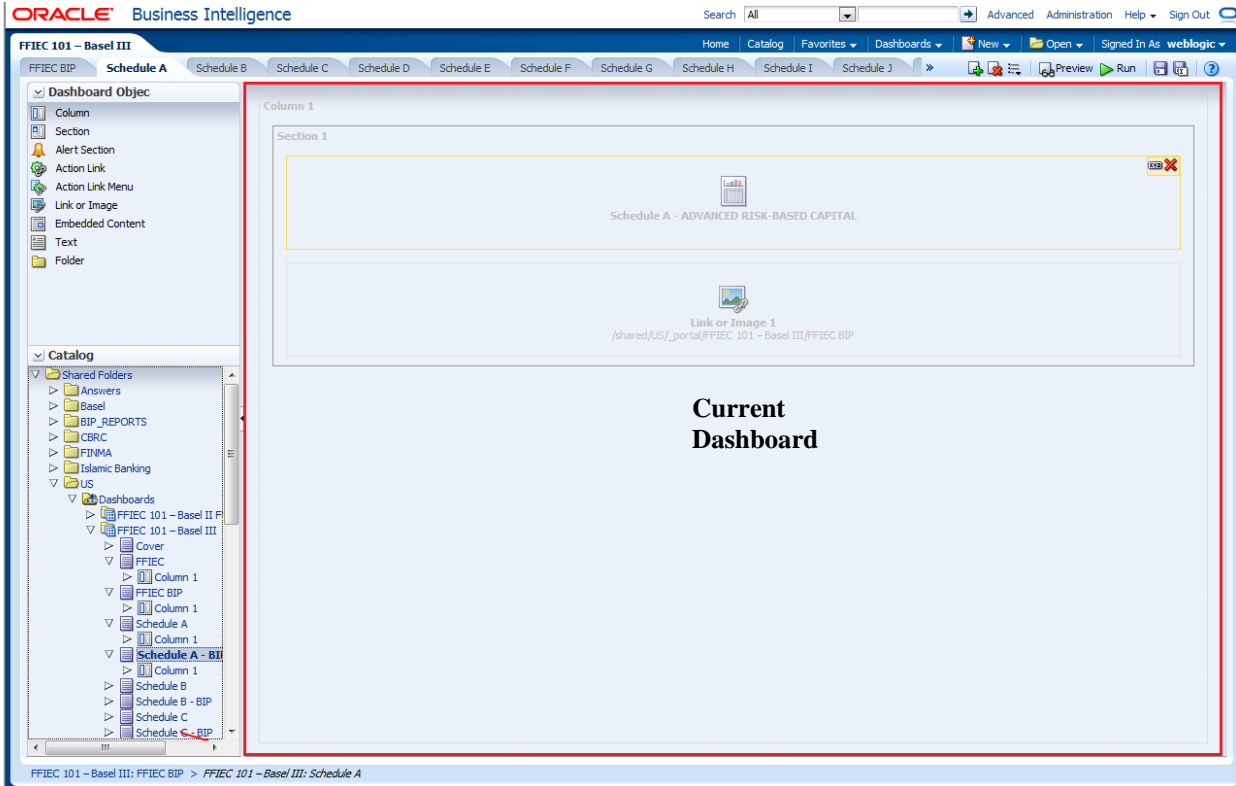 ORACLE Business Intelligence
Search All Advanced Administration Help Sign Out
FFIEC 101 – Basel III
Home Catalog Favorites Dashboards New Open Signed In As weblogic
FFIEC BIP Schedule A Schedule B Schedule C Schedule D Schedule E Schedule F Schedule G Schedule H Schedule I Schedule J » Preview Run
Dashboard Objec
Column
Section
Alert Section
Action Link
Action Link Menu
Link or Image
Embedded Content
Text
Folder
Column 1
Section 1
xyz
Schedule A - ADVANCED RISK-BASED CAPITAL
Link or Image 1
/shared/US/_portal/FFIEC 101 – Basel III/FFIEC BIP
Current
Dashboard
Catalog
Shared Folders
Answers
Basel
BIP_REPORTS
CBRC
FINMA
Islamic Banking
US
Dashboards
FFIEC 101 – Basel II F
FFIEC 101 – Basel III
Cover
FFIEC
Column 1
FFIEC BIP
Column 1
Schedule A
Column 1
Schedule A - BI
Column 1
Schedule B
Schedule B - BIP
Schedule C
Schedule C - BIP
FFIEC 101 – Basel III: FFIEC BIP > FFIEC 101 – Basel III: Schedule A